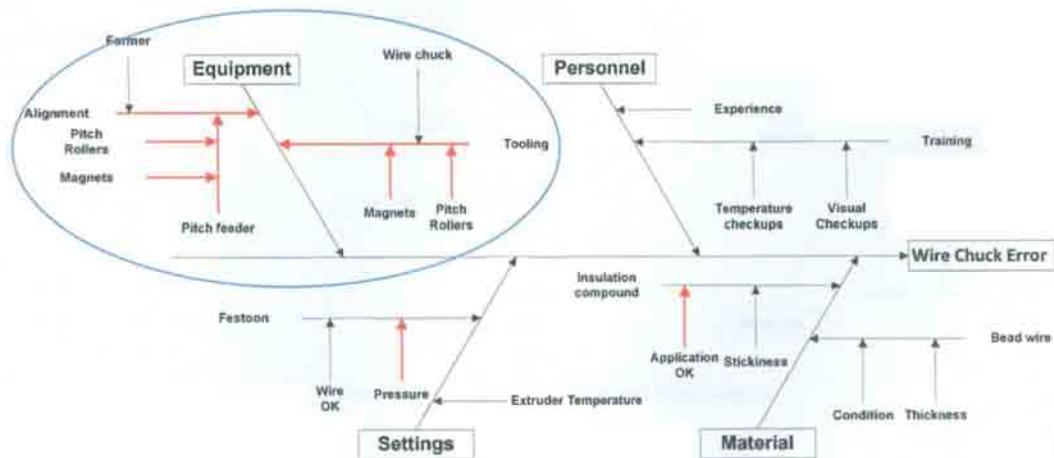 Former
Wire chuck
Equipment
Personnel
Experience
Alignment
Pitch
Rollers
Tooling
Training
Magnets
Magnets
Pitch
Rollers
Temperature
checkups
Visual
Checkups
Pitch feeder
Wire Chuck Error
Insulation
compound
Festoon
Bead wire
Application
OK
Stickiness
Wire
OK
Pressure
Extruder Temperature
Condition
Thickness
Settings
Material